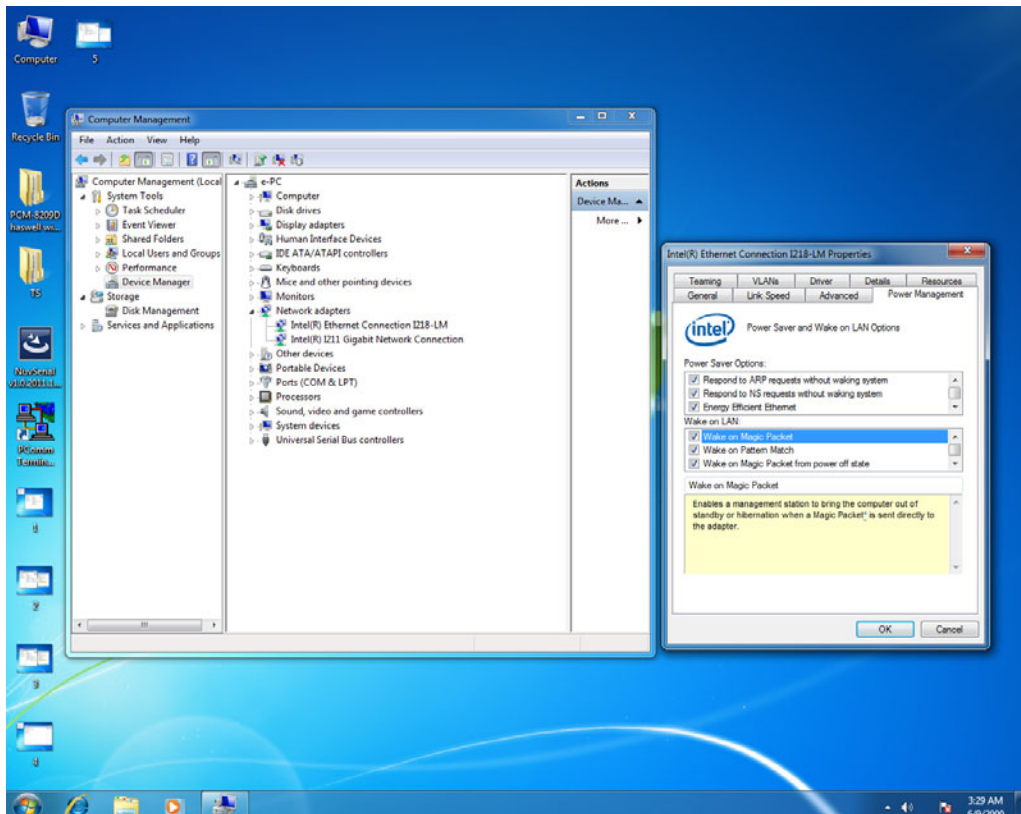 Computer
5
Recycle Bin
PCM-8209D
haswell wi...
TS
PComm
Termin...
1
2
3
4
Computer Management
File Action View Help
Computer Management (Local
System Tools
Task Scheduler
Event Viewer
Shared Folders
Local Users and Groups
Performance
Device Manager
Storage
Disk Management
Services and Applications
e-PC
Computer
Disk drives
Display adapters
Human Interface Devices
IDE ATA/ATAPI controllers
Keyboards
Mice and other pointing devices
Monitors
Network adapters
Intel(R) Ethernet Connection I218-LM
Intel(R) I211 Gigabit Network Connection
Other devices
Portable Devices
Ports (COM & LPT)
Processors
Sound, video and game controllers
System devices
Universal Serial Bus controllers
Actions
Device Ma...
More ...
Intel(R) Ethernet Connection I218-LM Properties
Teaming VLANs Driver Details Resources
General Link Speed Advanced Power Management
intel Power Saver and Wake on LAN Options
Power Saver Options:
Respond to ARP requests without waking system
Respond to NS requests without waking system
Energy Efficient Ethernet
Wake on LAN:
Wake on Magic Packet
Wake on Pattern Match
Wake on Magic Packet from power off state
Wake on Magic Packet
Enables a management station to bring the computer out of
standby or hibernation when a Magic Packet* is sent directly to
the adapter.
OK Cancel
3:29 AM